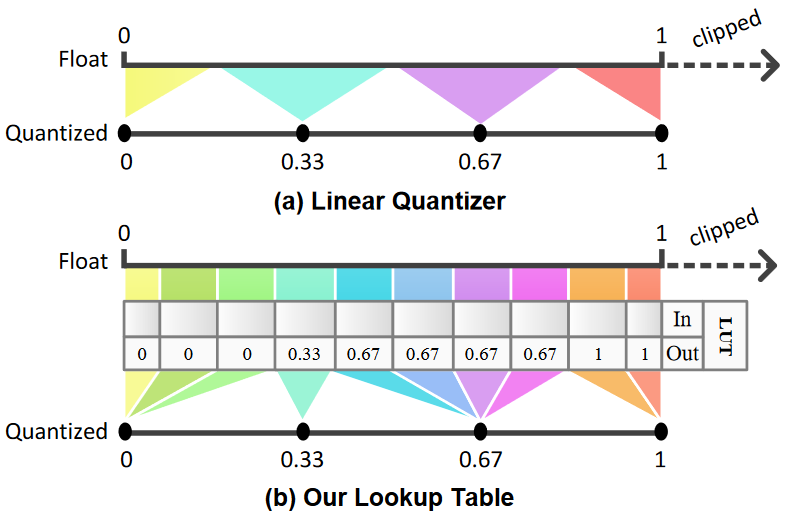 0 1 clipped
Float
Quantized
0 0.33 0.67 1
(a) Linear Quantizer
0 1 clipped
Float
In
0 0 0 0.33 0.67 0.67 0.67 0.67 1 1 Out LUT
Quantized
0 0.33 0.67 1
(b) Our Lookup Table